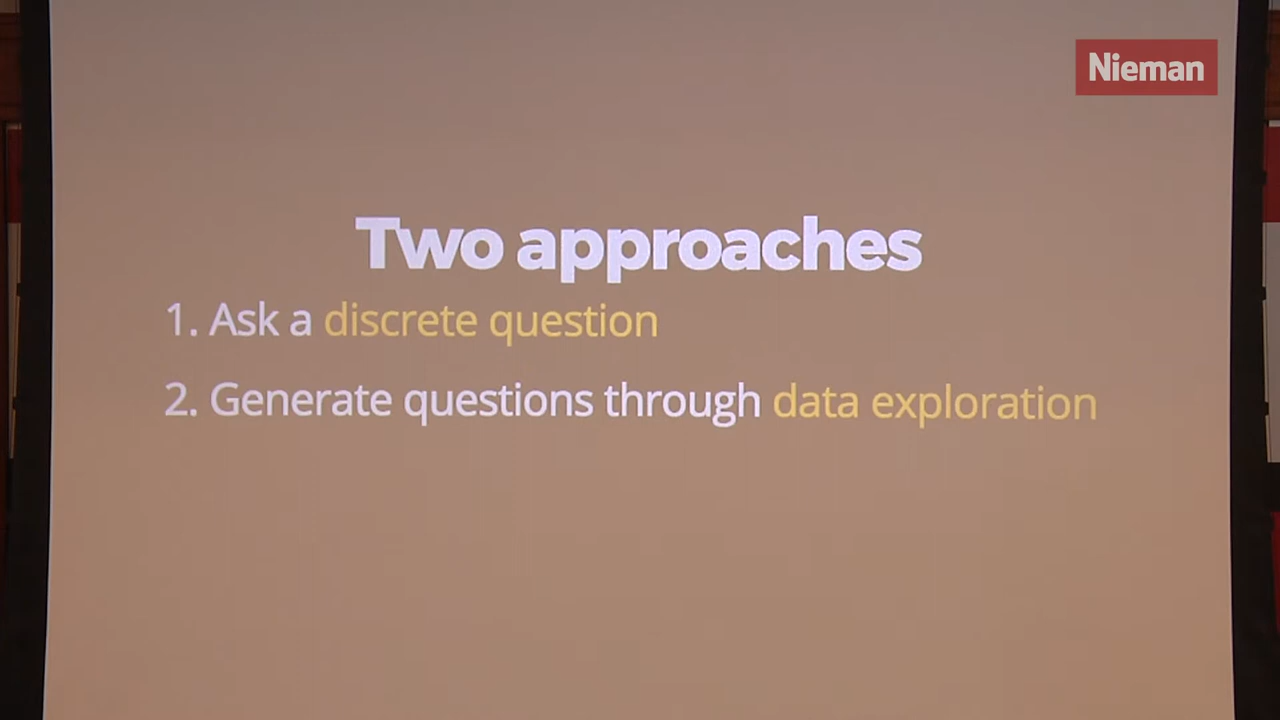 Nieman
Two approaches
1. Ask a discrete question
2. Generate questions through data exploration